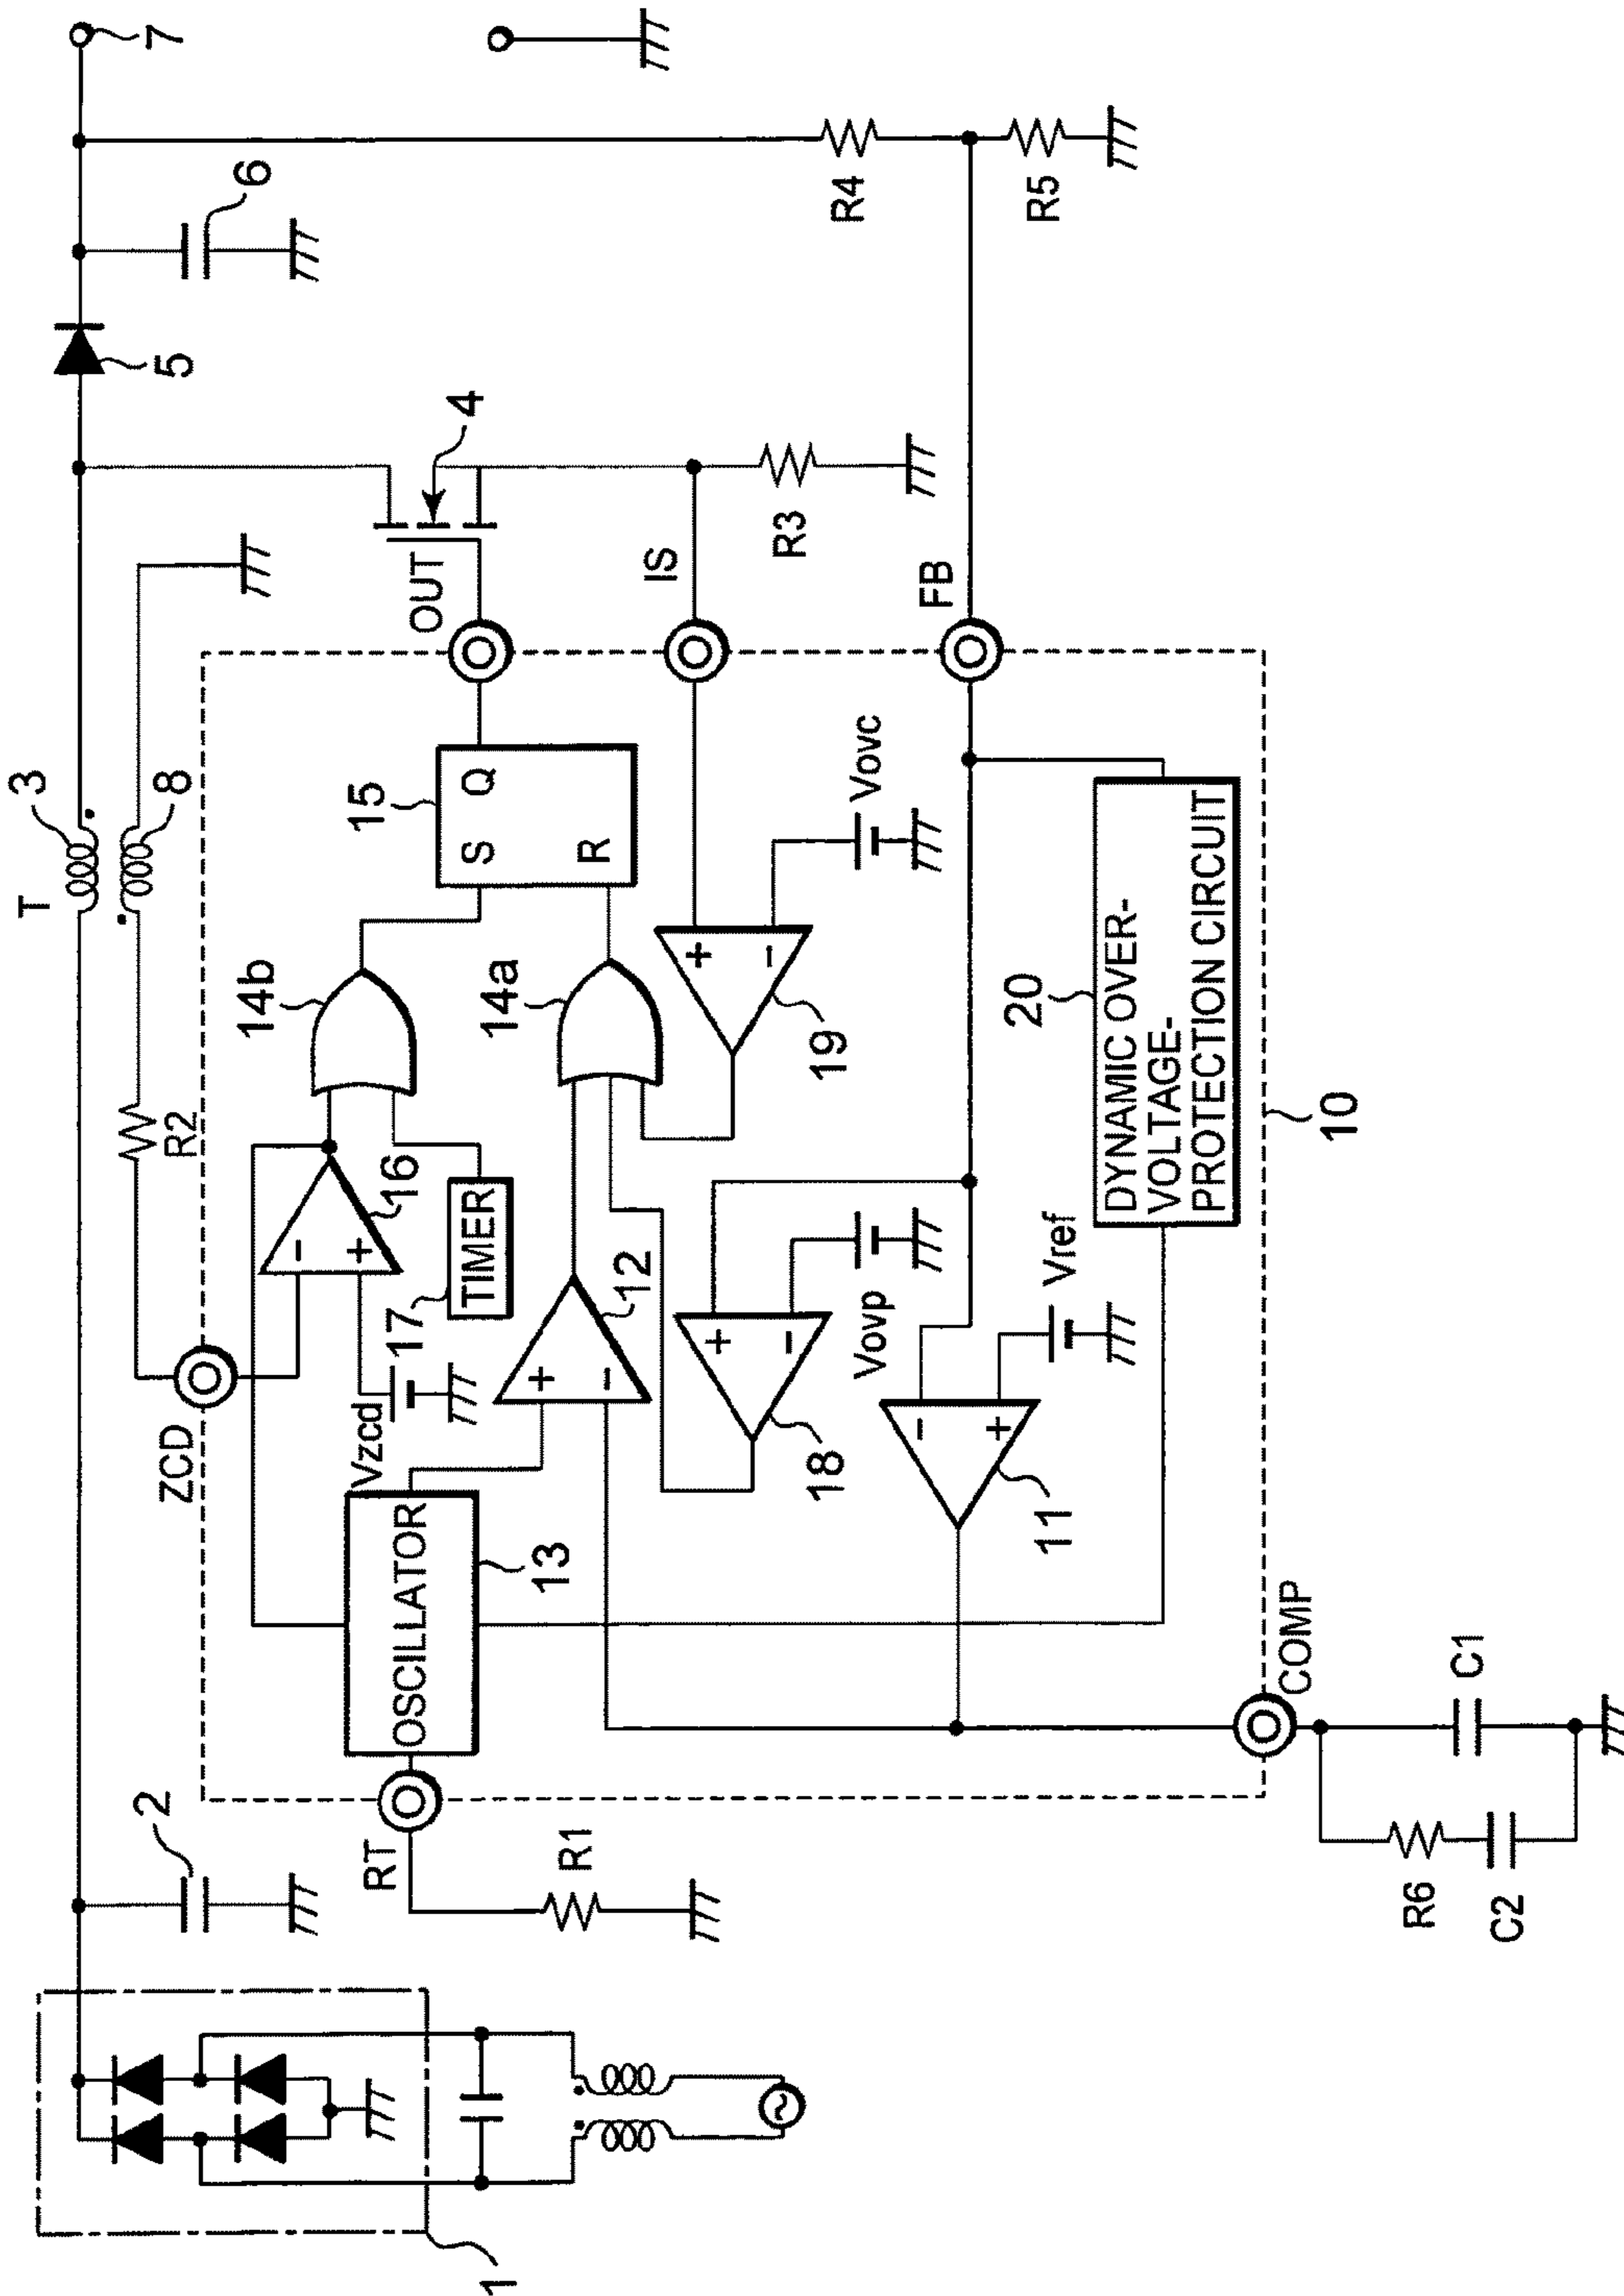 T
3
8
7
5
6
R2
ZCD
4
OUT
14b
15
S
Q
R
16
-
+
Vzcd
17
TIMER
14a
IS
R3
R4
R5
FB
2
RT
R1
OSCILLATOR
13
12
+
-
19
+
-
Vovc
18
+
-
Vovp
11
-
+
Vref
20
DYNAMIC OVER-
VOLTAGE-
PROTECTION CIRCUIT
10
COMP
C1
R6
C2
1